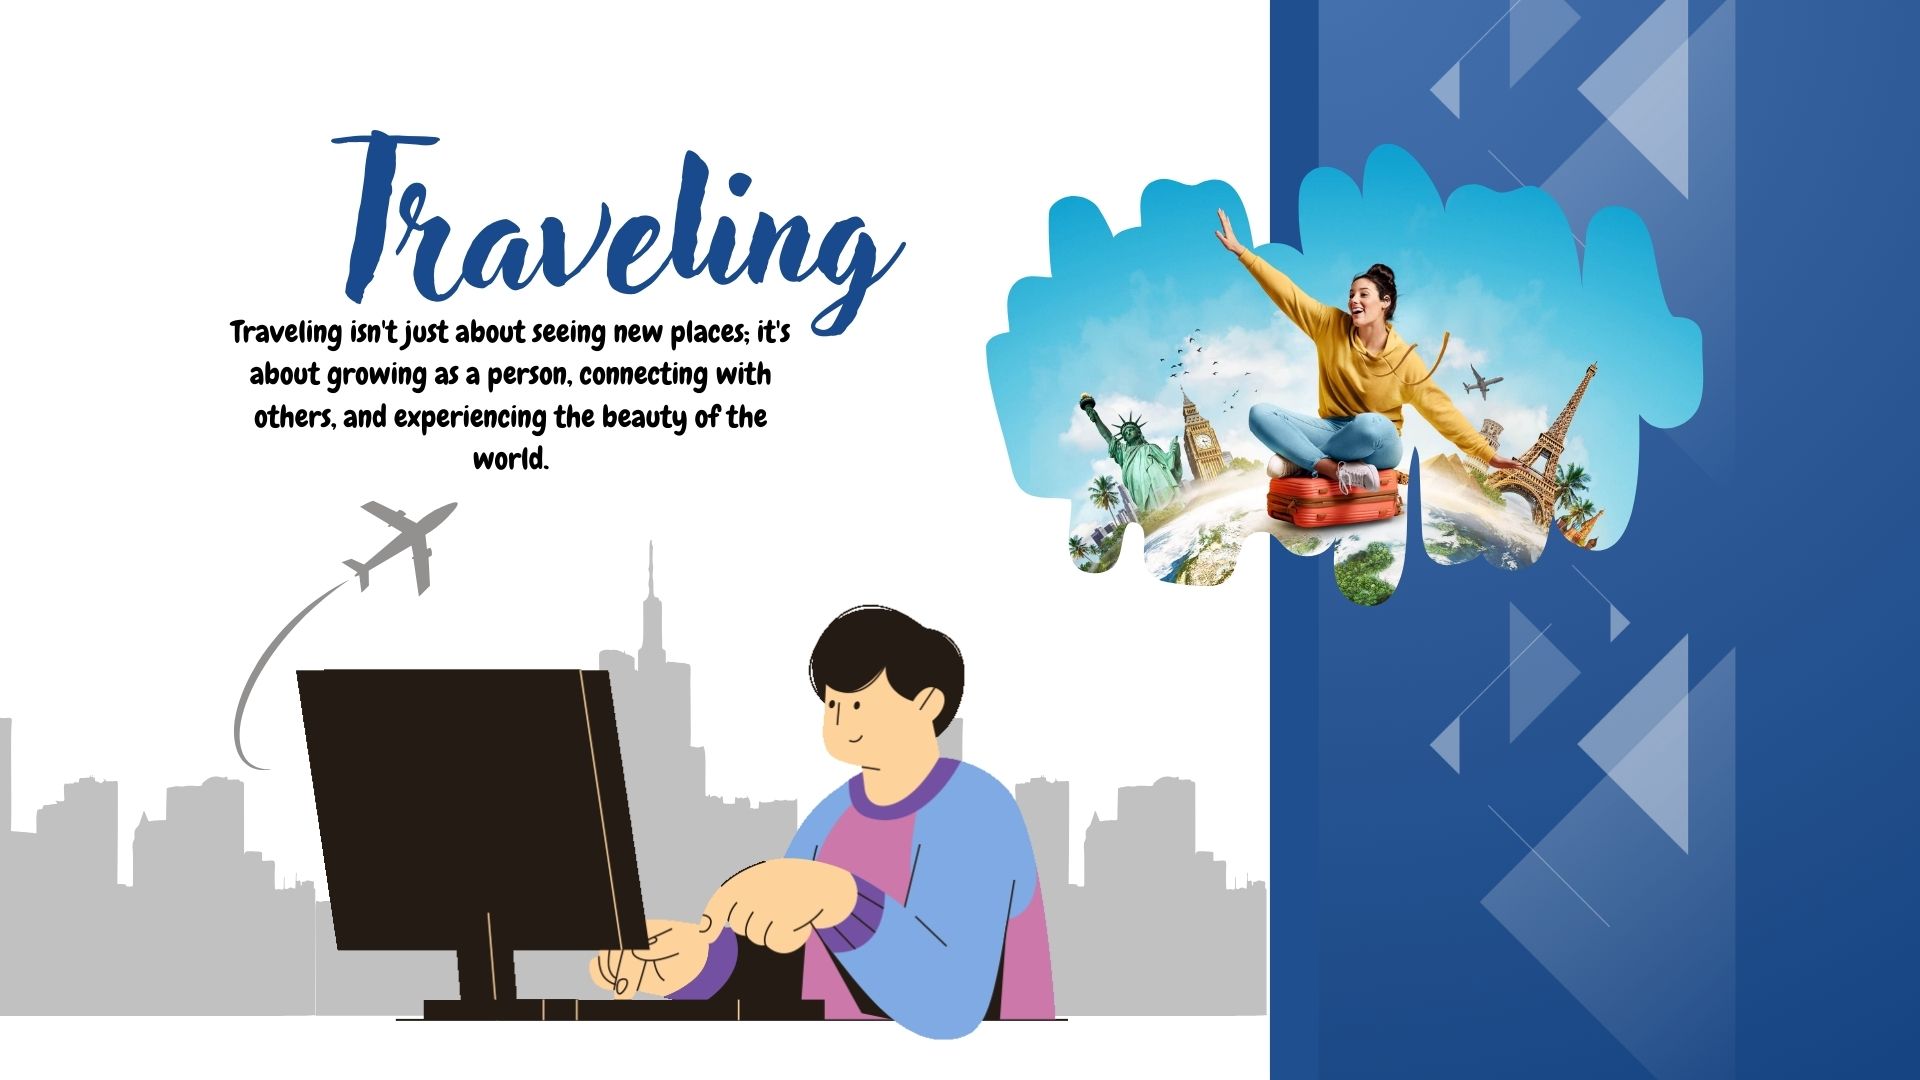 Traveling
Traveling isn't just about seeing new places; it's
about growing as a person, connecting with
others, and experiencing the beauty of the
world.